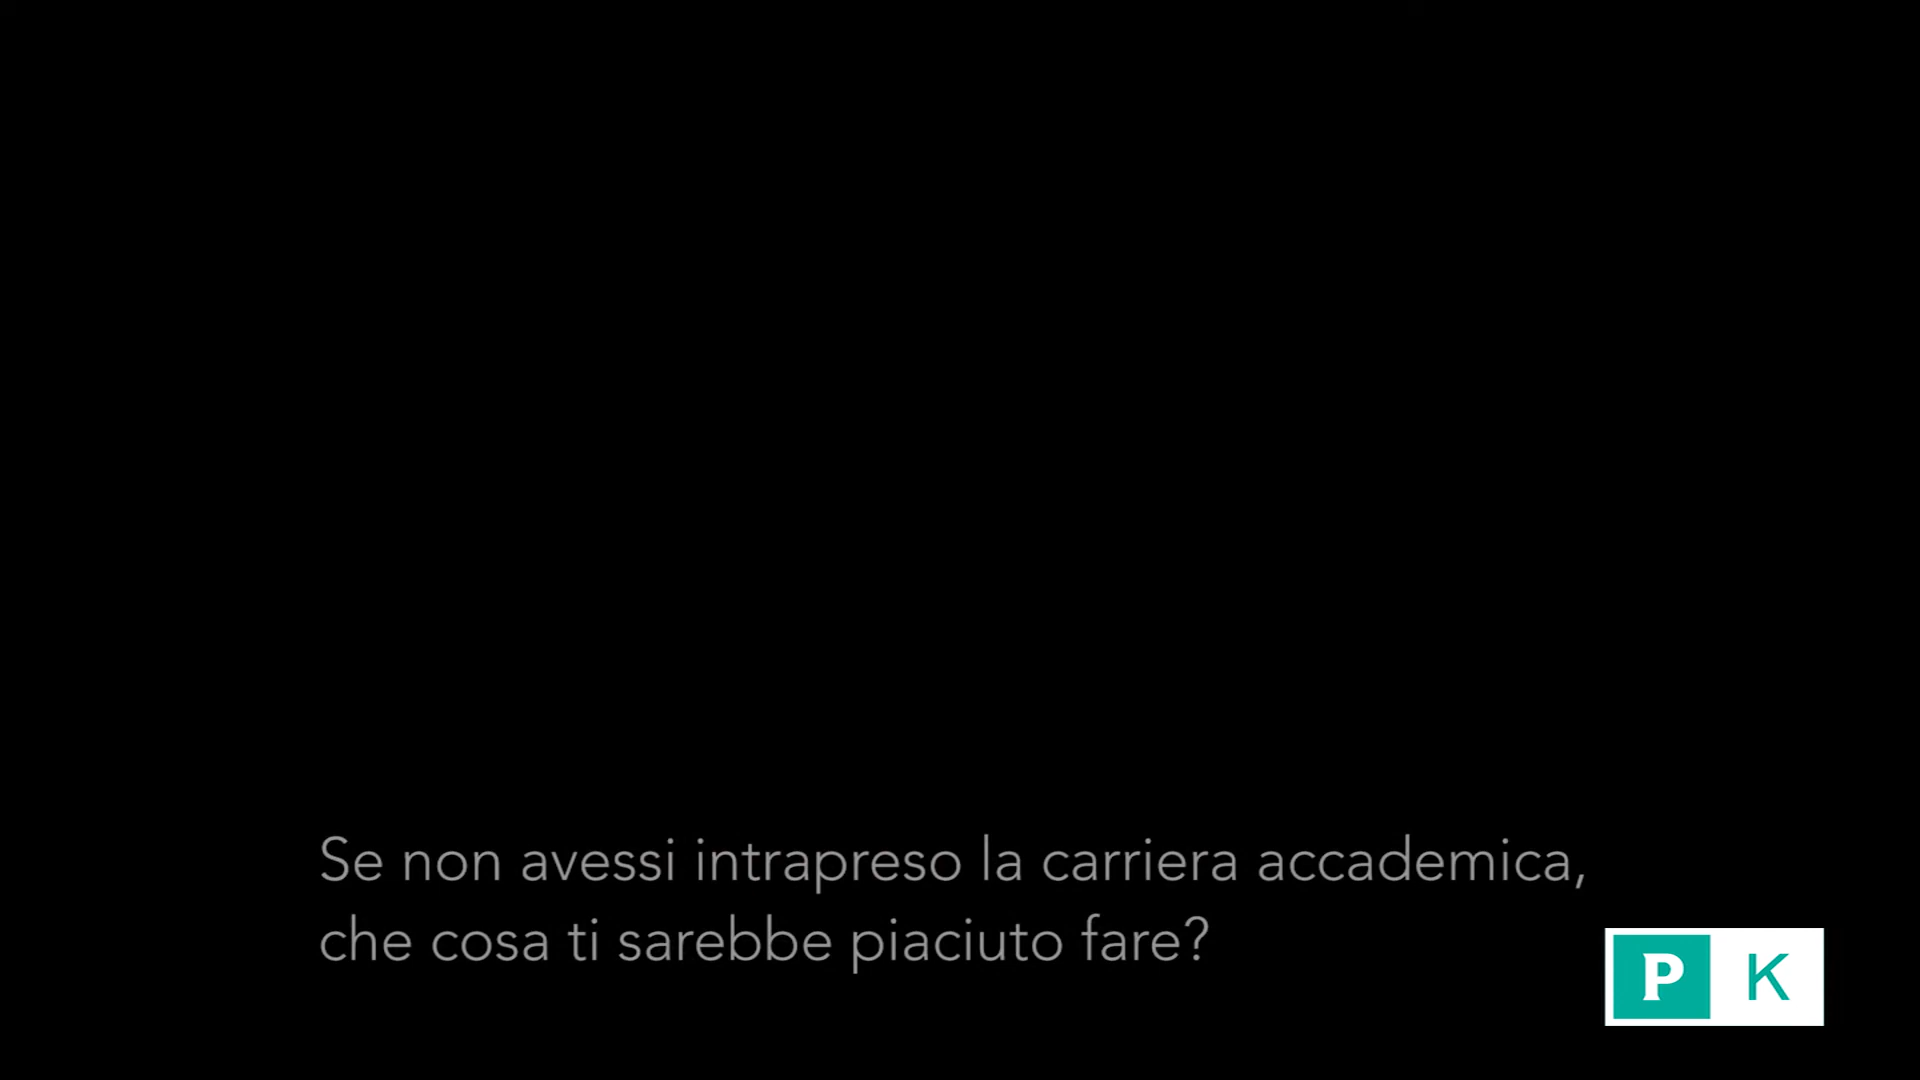 Se non avessi intrapreso la carriera accademica,
che cosa ti sarebbe piaciuto fare?
P K